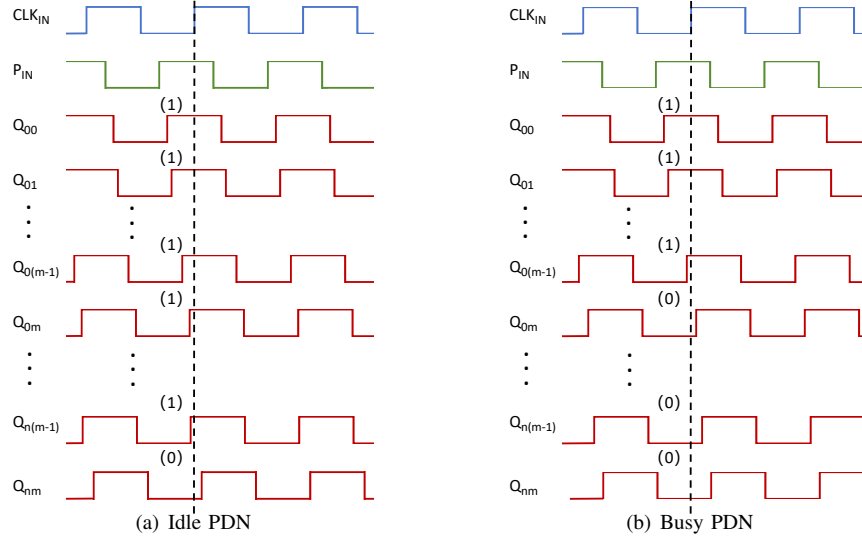 CLK_IN
P_IN
(1)
Q_00
(1)
Q_01
(1)
Q_0(m-1)
(1)
Q_0m
(1)
Q_n(m-1)
(0)
Q_nm
(a) Idle PDN
CLK_IN
P_IN
(1)
Q_00
(1)
Q_01
(1)
Q_0(m-1)
(0)
Q_0m
(0)
Q_n(m-1)
(0)
Q_nm
(b) Busy PDN